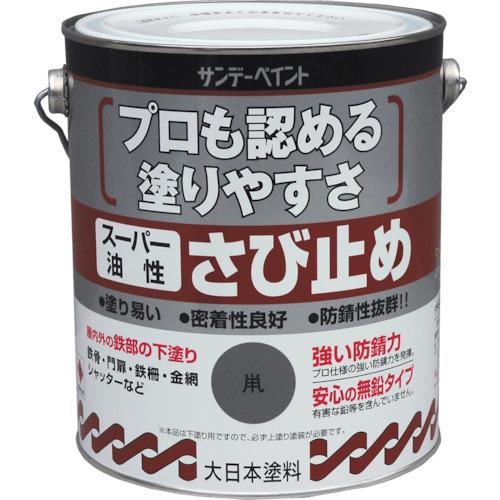 サンデーペイント
プロも認める
塗りやすさ
スーパー
油性
さび止め
●塗り易い ●密着性良好 ●防錆性抜群!!
屋内外の鉄部の下塗り
鉄骨・門扉・鉄柵・金網
シャッターなど
強い防錆力
プロ仕様の強い防錆力を発揮。
安心の無鉛タイプ
有害な鉛等を含んでいません。
※本品は下塗り用ですので、必ず上塗り塗装が必要です。
大日本塗料